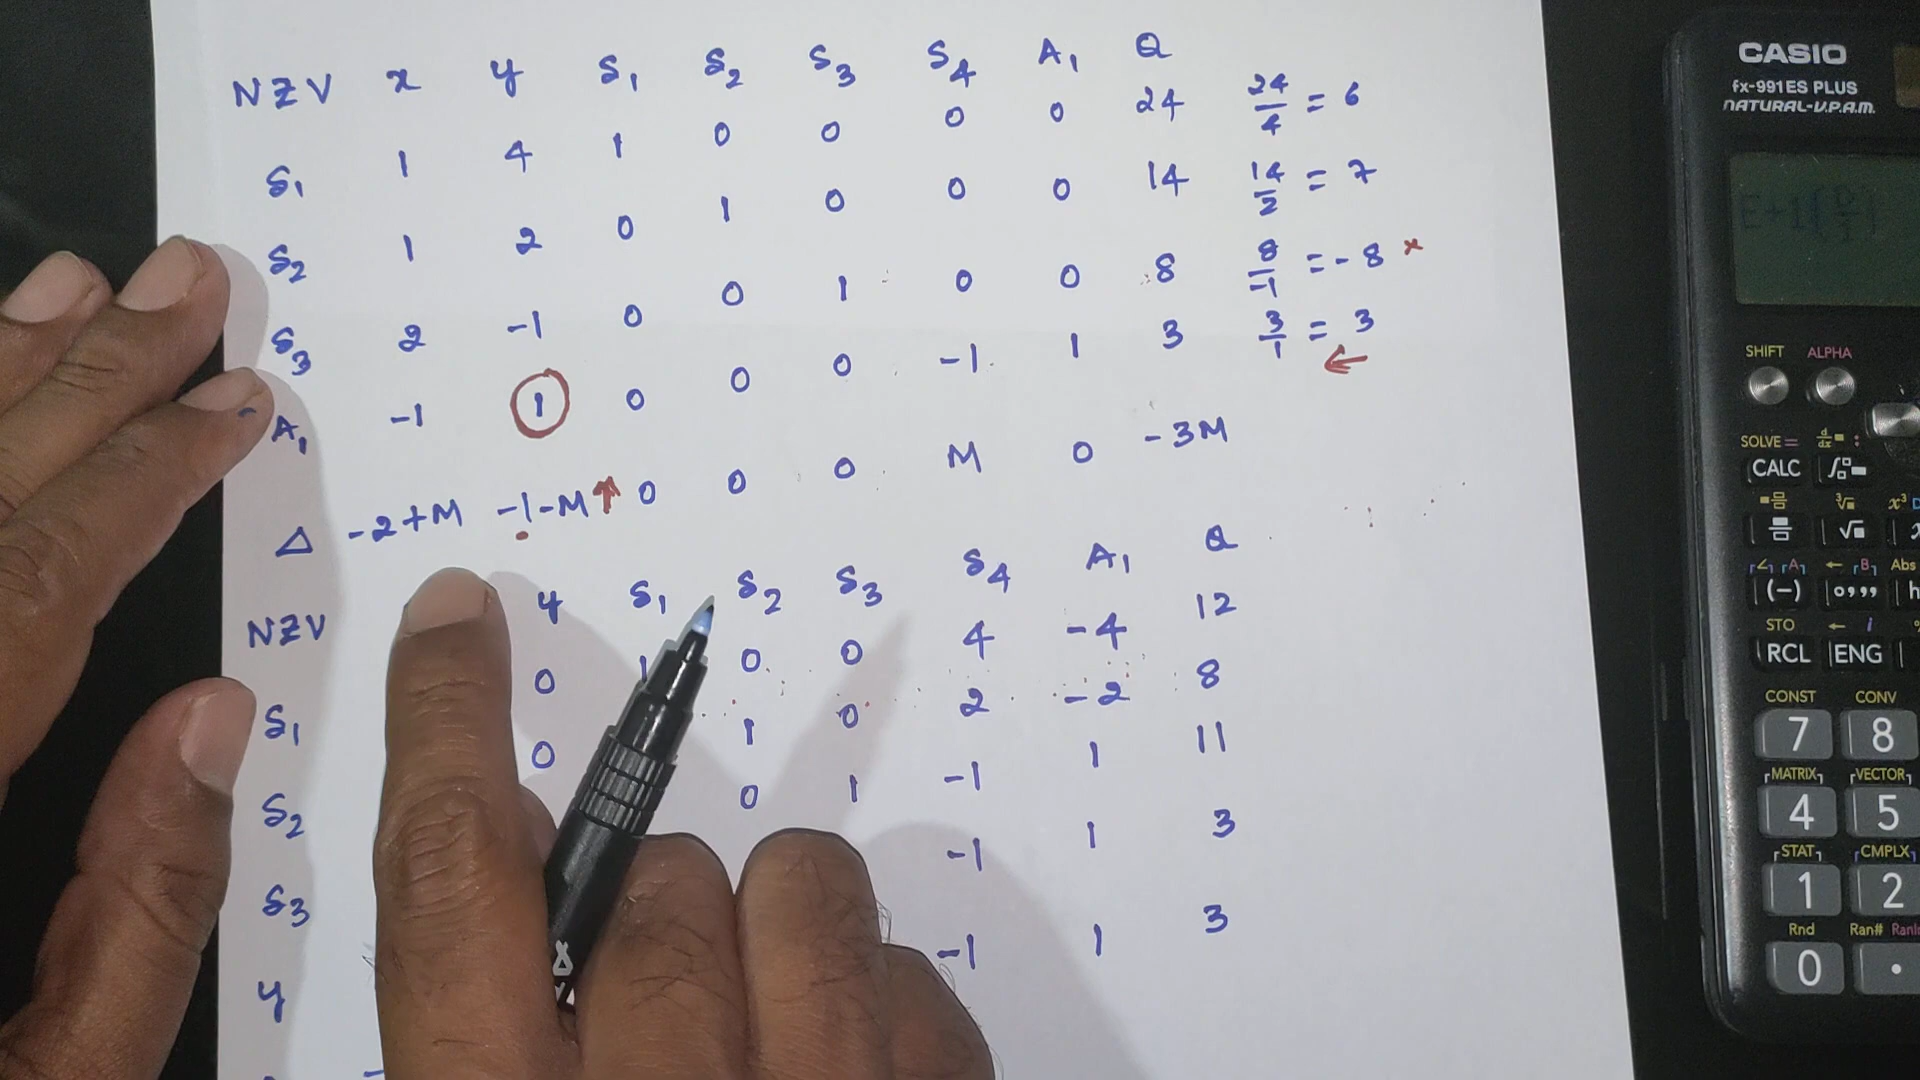 NZV x y S1 S2 S3 S4 A1 Q
S1 1 4 1 0 0 0 0 24 24/4 = 6
S2 1 2 0 1 0 0 0 14 14/2 = 7
S3 2 -1 0 0 1 0 0 8 8/-1 = -8 x
A1 -1 1 0 0 0 -1 1 3 3/1 = 3 ←
Δ -2+M -1-M ↑ 0 0 0 M 0 -3M
NZV y S1 S2 S3 S4 A1 Q
S1 0 1 0 0 4 -4 12
S2 0 1 0 2 -2 8
S3 0 1 -1 1 11
y -1 1 3
-1 1 3
CASIO
fx-991ES PLUS
NATURAL-V.P.A.M.
SHIFT ALPHA
SOLVE = d/dx = :
CALC
STO ← i
RCL ENG
Abs
(-)
CONST CONV
7 8
MATRIX VECTOR
4 5
STAT CMPLX
1 2
Rnd Ran#
0 .